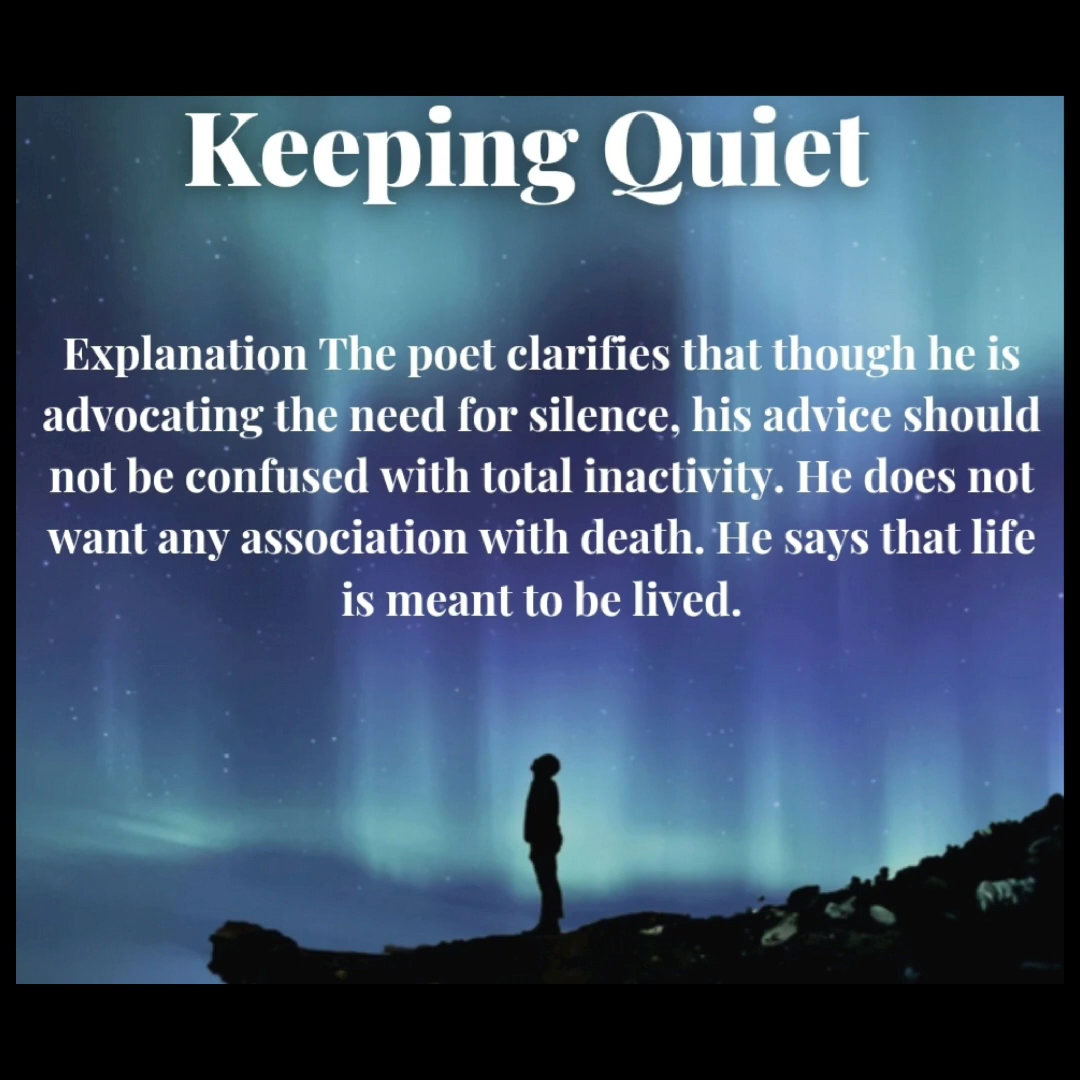 Keeping Quiet
Explanation The poet clarifies that though he is
advocating the need for silence, his advice should
not be confused with total inactivity. He does not
want any association with death. He says that life
is meant to be lived.